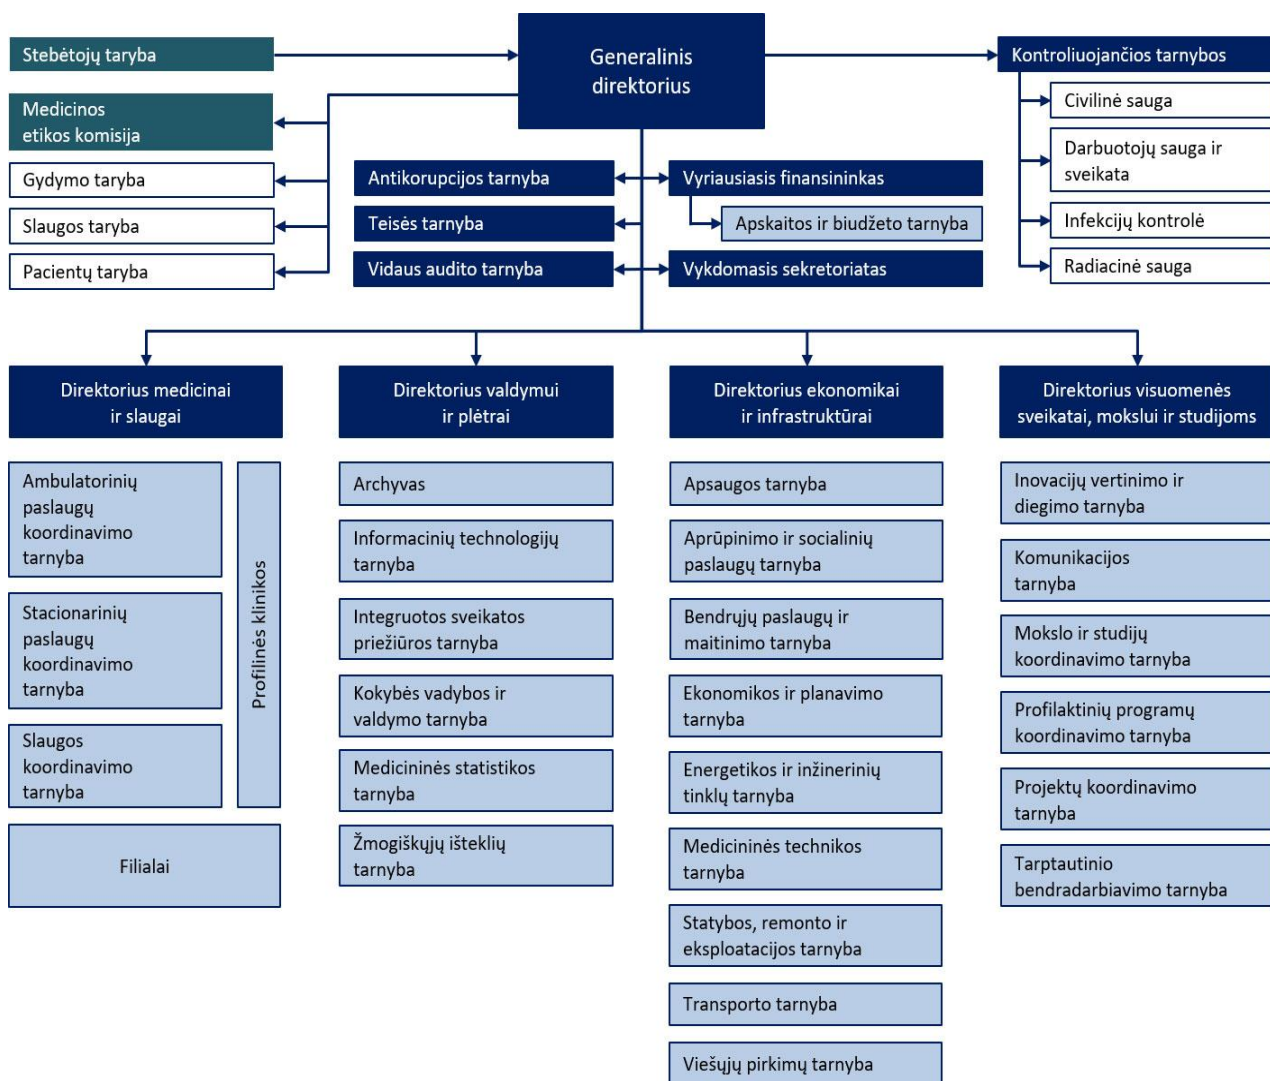 Stebėtojų taryba
Generalinis
direktorius
Kontroliuojančios tarnybos
Medicinos
etikos komisija
Gydymo taryba
Slaugos taryba
Pacientų taryba
Antikorupcijos tarnyba
Teisės tarnyba
Vidaus audito tarnyba
Vyriausiasis finansininkas
Apskaitos ir biudžeto tarnyba
Vykdomasis sekretoriatas
Civilinė sauga
Darbuotojų sauga ir
sveikata
Infekcijų kontrolė
Radiacinė sauga
Direktorius medicinai
ir slaugai
Ambulatorinių
paslaugų
koordinavimo
tarnyba
Stacionarinių
paslaugų
koordinavimo
tarnyba
Slaugos
koordinavimo
tarnyba
Profilinės klinikos
Filialai
Direktorius valdymui
ir plėtrai
Archyvas
Informacinių technologijų
tarnyba
Integruotos sveikatos
priežiūros tarnyba
Kokybės vadybos ir
valdymo tarnyba
Medicininės statistikos
tarnyba
Žmogiškųjų išteklių
tarnyba
Direktorius ekonomikai
ir infrastruktūrai
Apsaugos tarnyba
Aprūpinimo ir socialinių
paslaugų tarnyba
Bendrųjų paslaugų ir
maitinimo tarnyba
Ekonomikos ir planavimo
tarnyba
Energetikos ir inžinerinių
tinklų tarnyba
Medicininės technikos
tarnyba
Statybos, remonto ir
eksploatacijos tarnyba
Transporto tarnyba
Viešųjų pirkimų tarnyba
Direktorius visuomenės
sveikatai, mokslui ir studijoms
Inovacijų vertinimo ir
diegimo tarnyba
Komunikacijos
tarnyba
Mokslo ir studijų
koordinavimo tarnyba
Profilaktinių programų
koordinavimo tarnyba
Projektų koordinavimo
tarnyba
Tarptautinio
bendradarbiavimo tarnyba